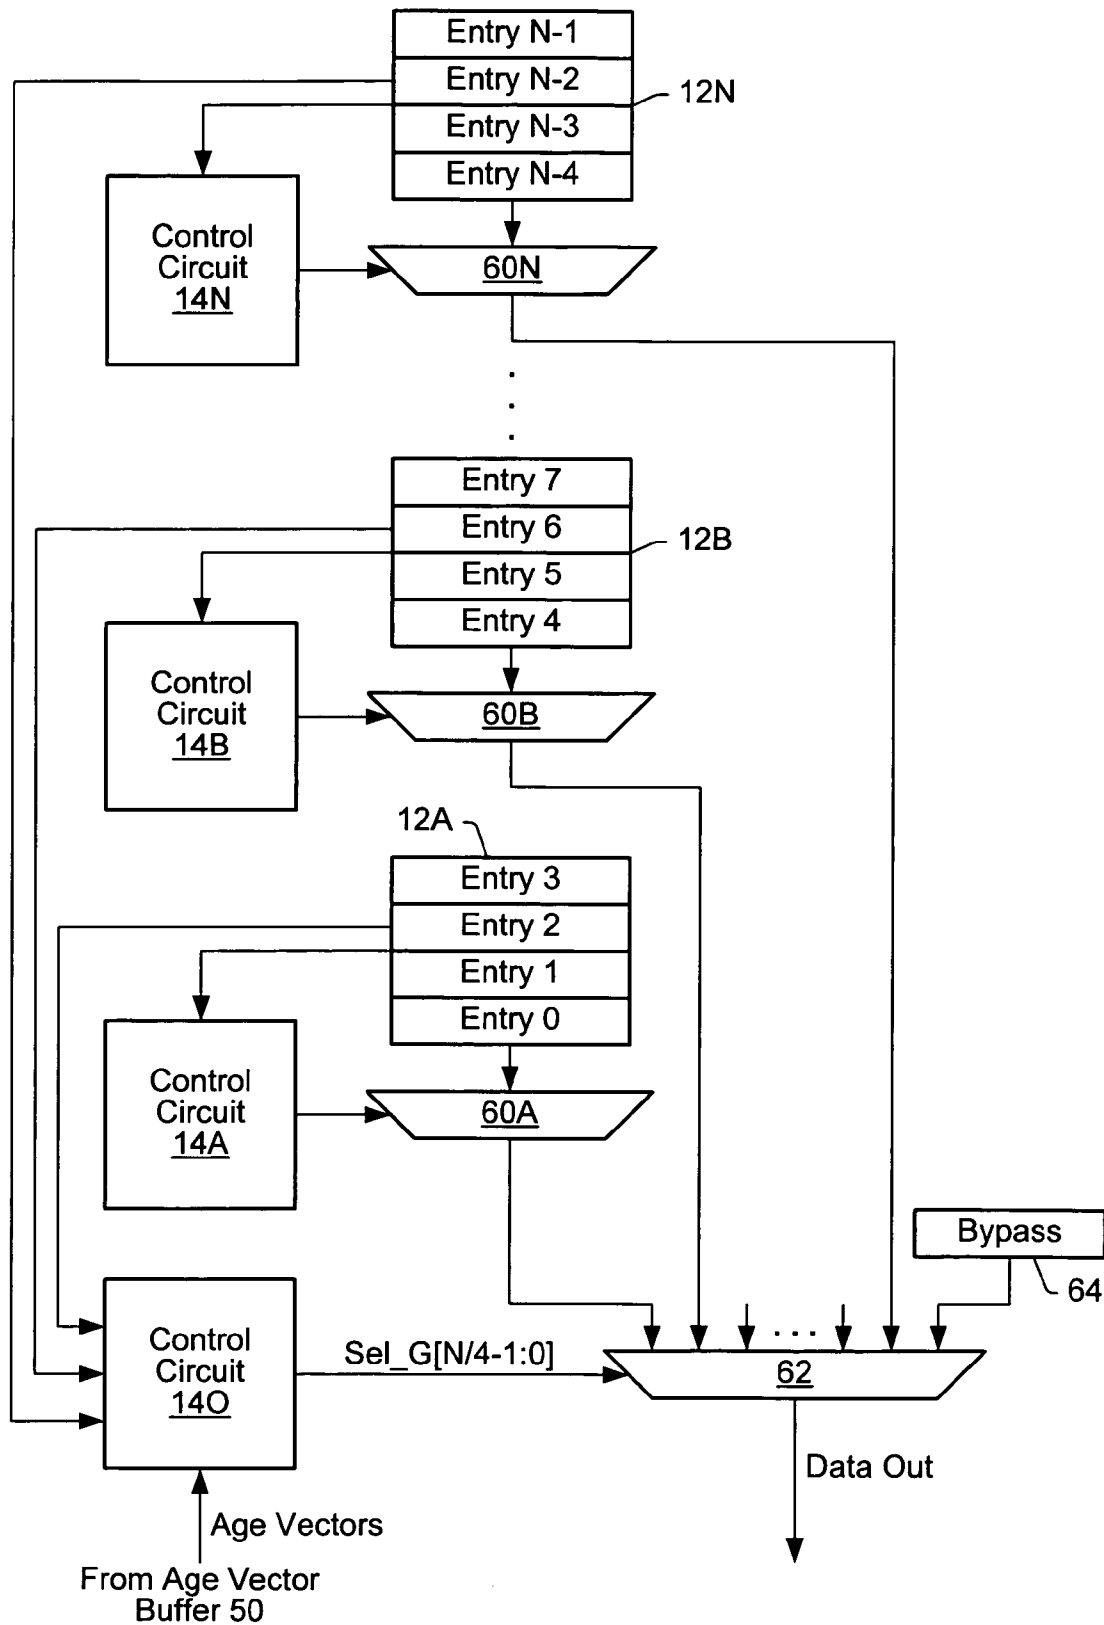 Entry N-1
Entry N-2
12N
Entry N-3
Entry N-4
Control
Circuit
14N
60N
. . .
Entry 7
Entry 6
12B
Entry 5
Entry 4
Control
Circuit
14B
60B
12A
Entry 3
Entry 2
Entry 1
Entry 0
Control
Circuit
14A
60A
Bypass
64
Control
Circuit
14O
Sel_G[N/4-1:0]
. . .
62
Data Out
Age Vectors
From Age Vector
Buffer 50